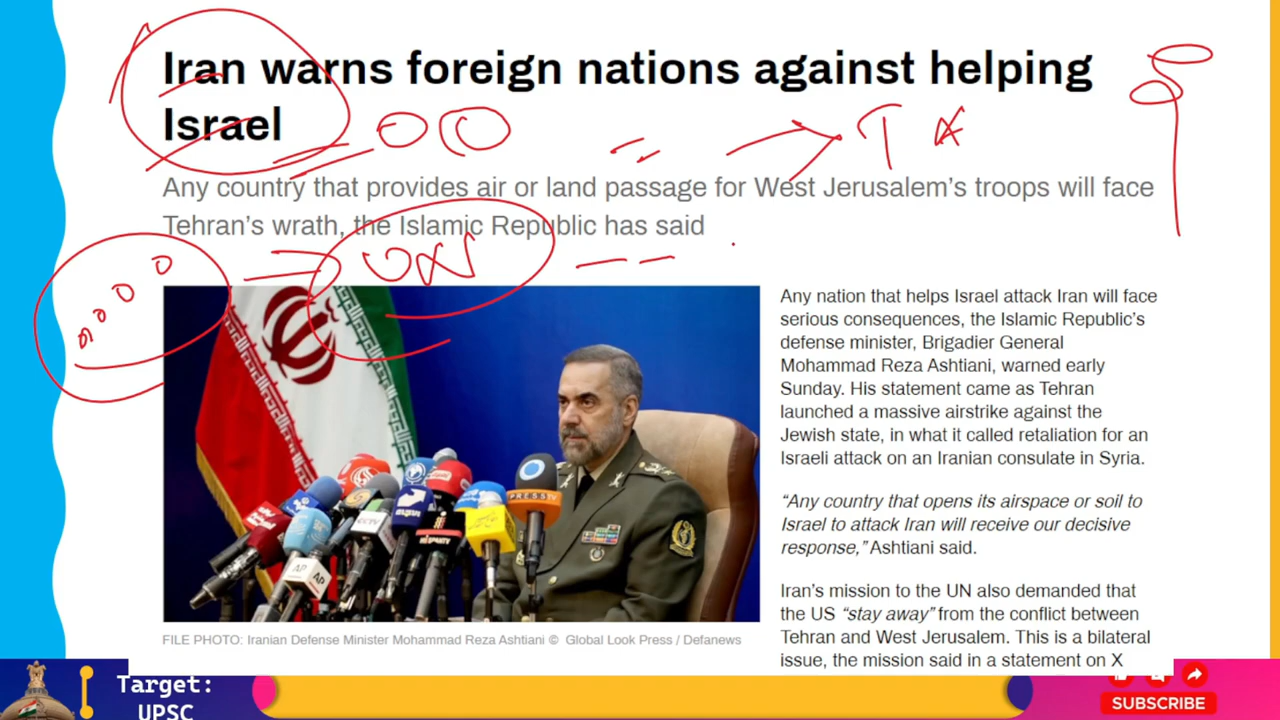 Iran warns foreign nations against helping
Israel
Any country that provides air or land passage for West Jerusalem's troops will face
Tehran's wrath, the Islamic Republic has said
Any nation that helps Israel attack Iran will face
serious consequences, the Islamic Republic's
defense minister, Brigadier General
Mohammad Reza Ashtiani, warned early
Sunday. His statement came as Tehran
launched a massive airstrike against the
Jewish state, in what it called retaliation for an
Israeli attack on an Iranian consulate in Syria.
“Any country that opens its airspace or soil to
Israel to attack Iran will receive our decisive
response,” Ashtiani said.
Iran's mission to the UN also demanded that
the US “stay away” from the conflict between
Tehran and West Jerusalem. This is a bilateral
issue, the mission said in a statement on X
PRESSTV
CCTV
AP
AP
FILE PHOTO: Iranian Defense Minister Mohammad Reza Ashtiani © Global Look Press / Defanews
Target:
UPSC
SUBSCRIBE